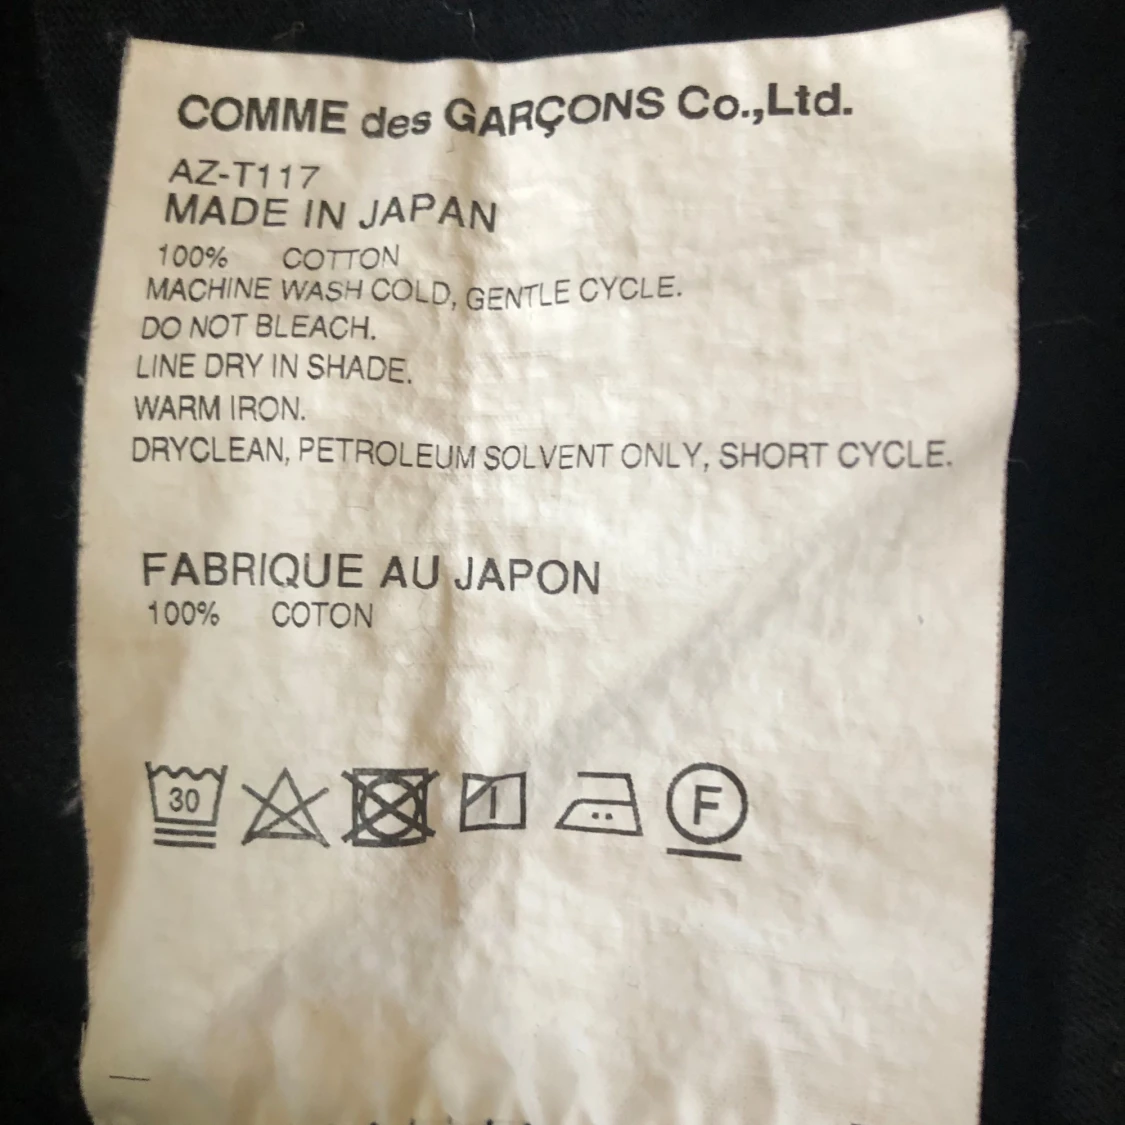 COMME des GARÇONS Co.,Ltd.
AZ-T117
MADE IN JAPAN
100% COTTON
MACHINE WASH COLD, GENTLE CYCLE.
DO NOT BLEACH.
LINE DRY IN SHADE.
WARM IRON.
DRYCLEAN, PETROLEUM SOLVENT ONLY, SHORT CYCLE.
FABRIQUE AU JAPON
100% COTON
30 F